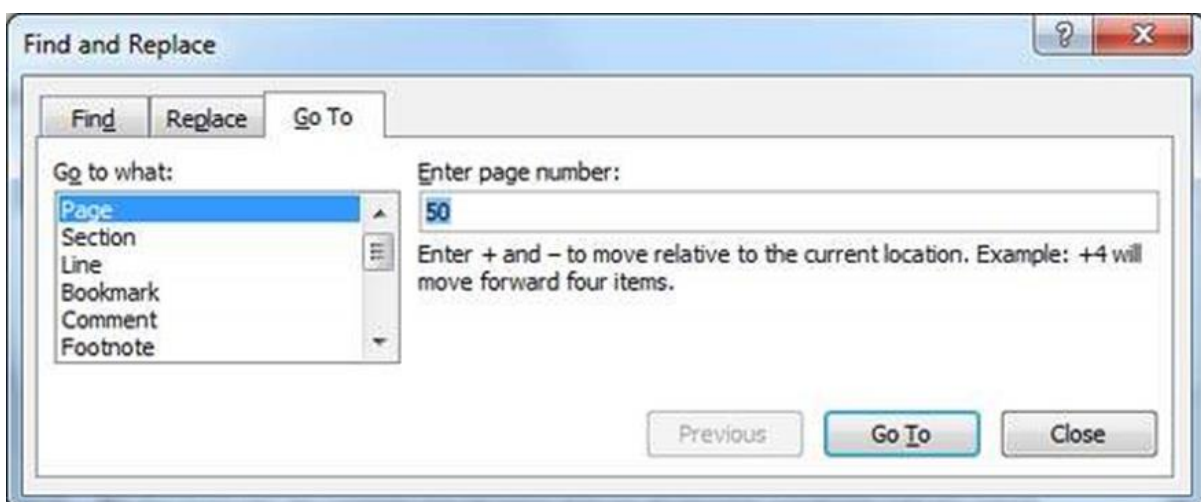 Find and Replace
Find
Replace
Go To
Go to what:
Page
Section
Line
Bookmark
Comment
Footnote
Enter page number:
50
Enter + and – to move relative to the current location. Example: +4 will
move forward four items.
Previous
Go To
Close